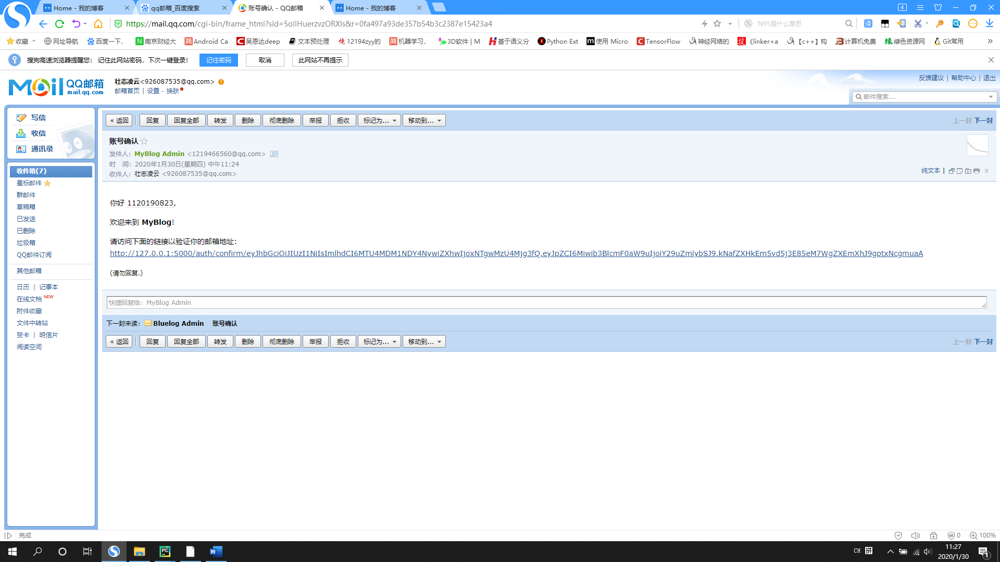 Home - 我的博客
qq邮箱_百度搜索
账号确认 - QQ邮箱
Home - 我的博客
4
https://mail.qq.com/cgi-bin/frame_html?sid=5ollHuerzvzORXls&r=0fa497a93de357b54b3c2387e15423a4
N95是什么意思
译
收藏
网址导航
百度一下,
N 南京财经大
简 Android Ca
吴恩达deep
文本预处理
12194zyy的
简 机器学习,
3D软件 | M
基于语义分
Python Ext
使用 Micro
TensorFlow
神经网络的
《linker+a
【c++】构
计算机免费
绿色资源网
Git常用
搜狗高速浏览器提醒您: 记住此网站密码, 下次一键登录!
记住密码
取消
此网站不再提示
Mail QQ邮箱
mail.qq.com
壮志凌云<926087535@qq.com>
邮箱首页 | 设置 - 换肤
反馈建议 | 帮助中心 | 退出
邮件搜索...
写信
收信
通讯录
收件箱(7)
星标邮件
群邮件
草稿箱
已发送
已删除
垃圾箱
QQ邮件订阅
其他邮箱
日历 | 记事本
在线文档 NEW
附件收藏
文件中转站
贺卡 | 明信片
阅读空间
« 返回
回复
回复全部
转发
删除
彻底删除
举报
拒收
标记为...
移动到...
上一封 下一封
账号确认
发件人: MyBlog Admin <1219466560@qq.com>
时 间: 2020年1月30日(星期四) 中午11:24
收件人: 壮志凌云 <926087535@qq.com>
纯文本 |
你好 1120190823,
欢迎来到 MyBlog!
请访问下面的链接以验证你的邮箱地址:
http://127.0.0.1:5000/auth/confirm/eyJhbGciOiJIUzI1NiIsImlhdCI6MTU4MDM1NDY4NywiZXhwIjoxNTgwMzU4Mjg3fQ.eyJpZCI6Miwib3BlcmF0aW9uIjoiY29uZmlybSJ9.kNafZXHkEm5vd5j3E85eM7WgZXEmXhJ9gptxNcgmuaA
(请勿回复.)
快捷回复给: MyBlog Admin
下一封未读: Bluelog Admin 账号确认
« 返回
回复
回复全部
转发
删除
彻底删除
举报
拒收
标记为...
移动到...
上一封 下一封
完成
0
100%
CH 拼
11:27
2020/1/30
1